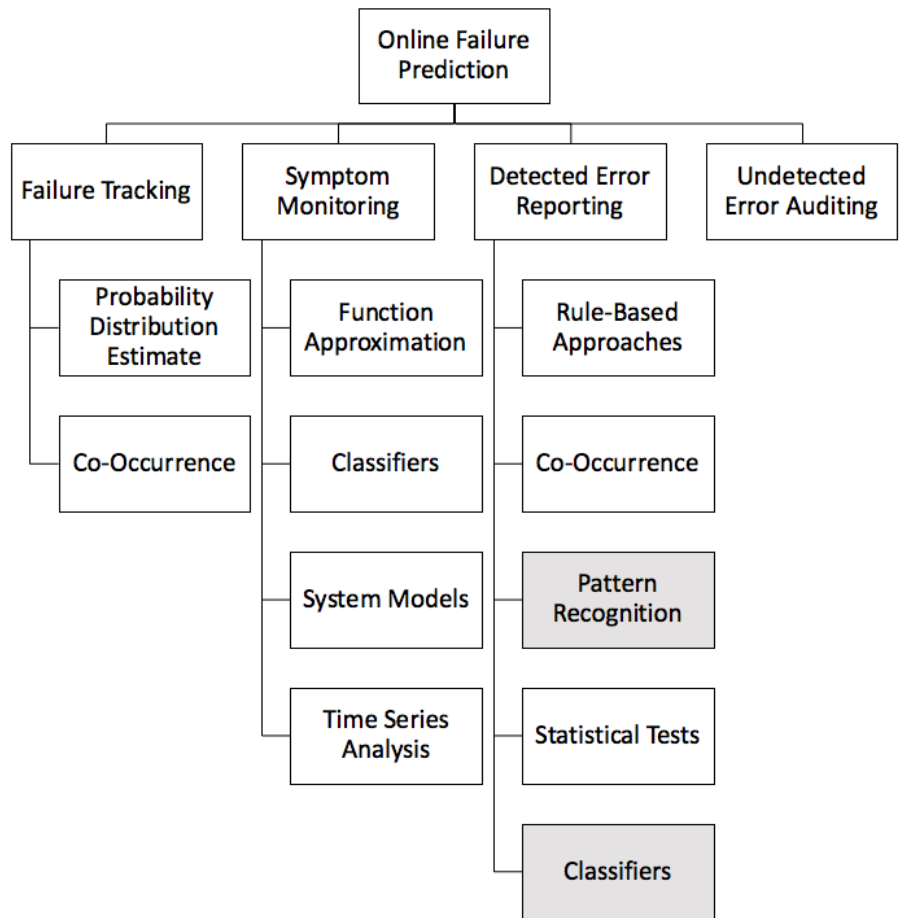 Online Failure
Prediction
Failure Tracking
Symptom
Monitoring
Detected Error
Reporting
Undetected
Error Auditing
Probability
Distribution
Estimate
Co-Occurrence
Function
Approximation
Classifiers
System Models
Time Series
Analysis
Rule-Based
Approaches
Co-Occurrence
Pattern
Recognition
Statistical Tests
Classifiers